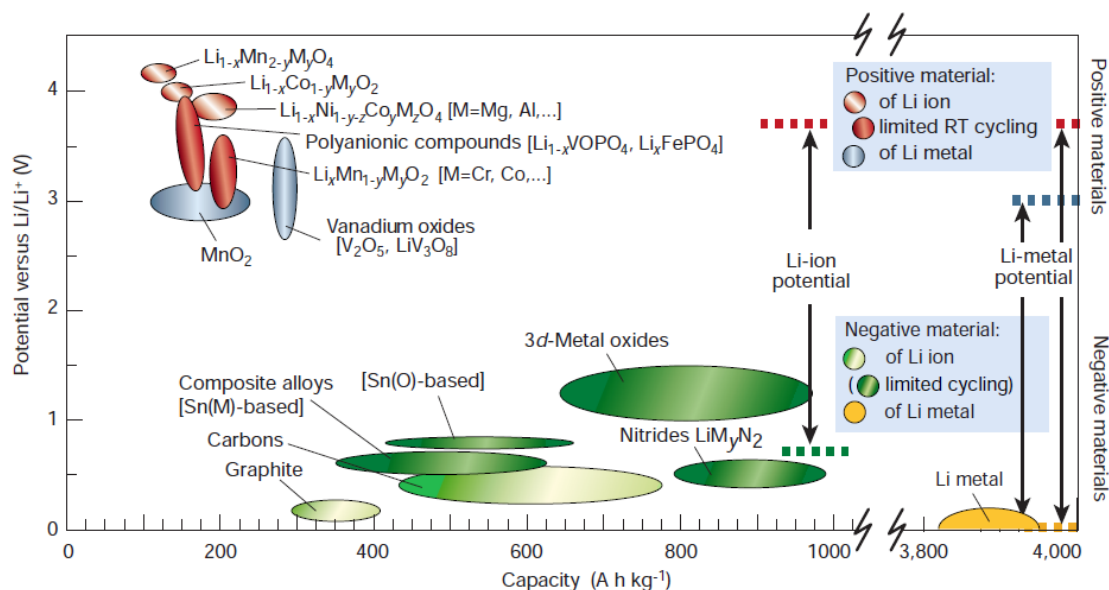 Potential versus Li/Li⁺ (V)
4
3
2
1
0
Li₁₋ₓMn₂₋yMyO₄
Li₁₋ₓCo₁₋yMyO₂
Li₁₋ₓNi₁₋y₋zCoyMzO₄ [M=Mg, Al,...]
Polyanionic compounds [Li₁₋ₓVOPO₄, LiₓFePO₄]
LiₓMn₁₋yMyO₂ [M=Cr, Co,...]
Vanadium oxides
[V₂O₅, LiV₃O₈]
MnO₂
Positive material:
of Li ion
limited RT cycling
of Li metal
Positive materials
Li-ion
potential
Li-metal
potential
Negative material:
of Li ion
( limited cycling)
of Li metal
Negative materials
3d-Metal oxides
[Sn(O)-based]
Composite alloys
[Sn(M)-based]
Carbons
Graphite
Nitrides LiMyN₂
Li metal
0 200 400 600 800 1000 3,800 4,000
Capacity (A h kg⁻¹)